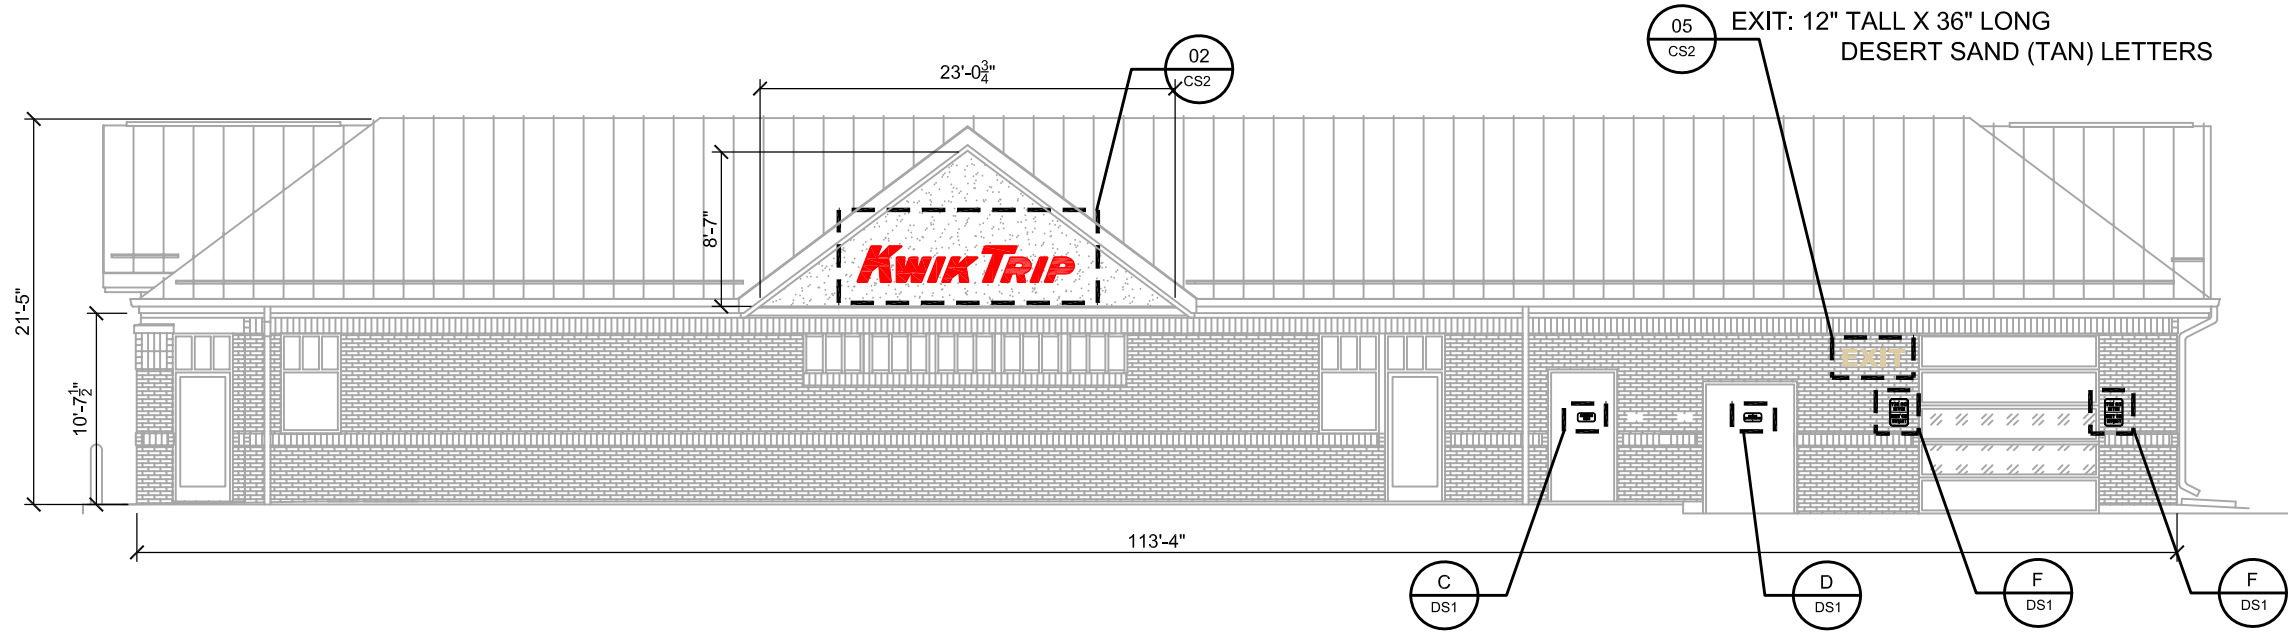 05
CS2
EXIT: 12" TALL X 36" LONG
DESERT SAND (TAN) LETTERS
02
CS2
23'-0¾"
8'-7"
KWIK TRIP
21'-5"
10'-7½"
EXIT
113'-4"
C
DS1
D
DS1
F
DS1
F
DS1